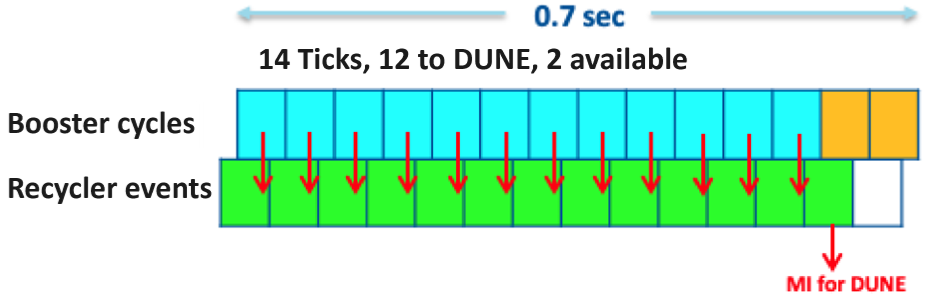 0.7 sec
14 Ticks, 12 to DUNE, 2 available
Booster cycles
Recycler events
MI for DUNE